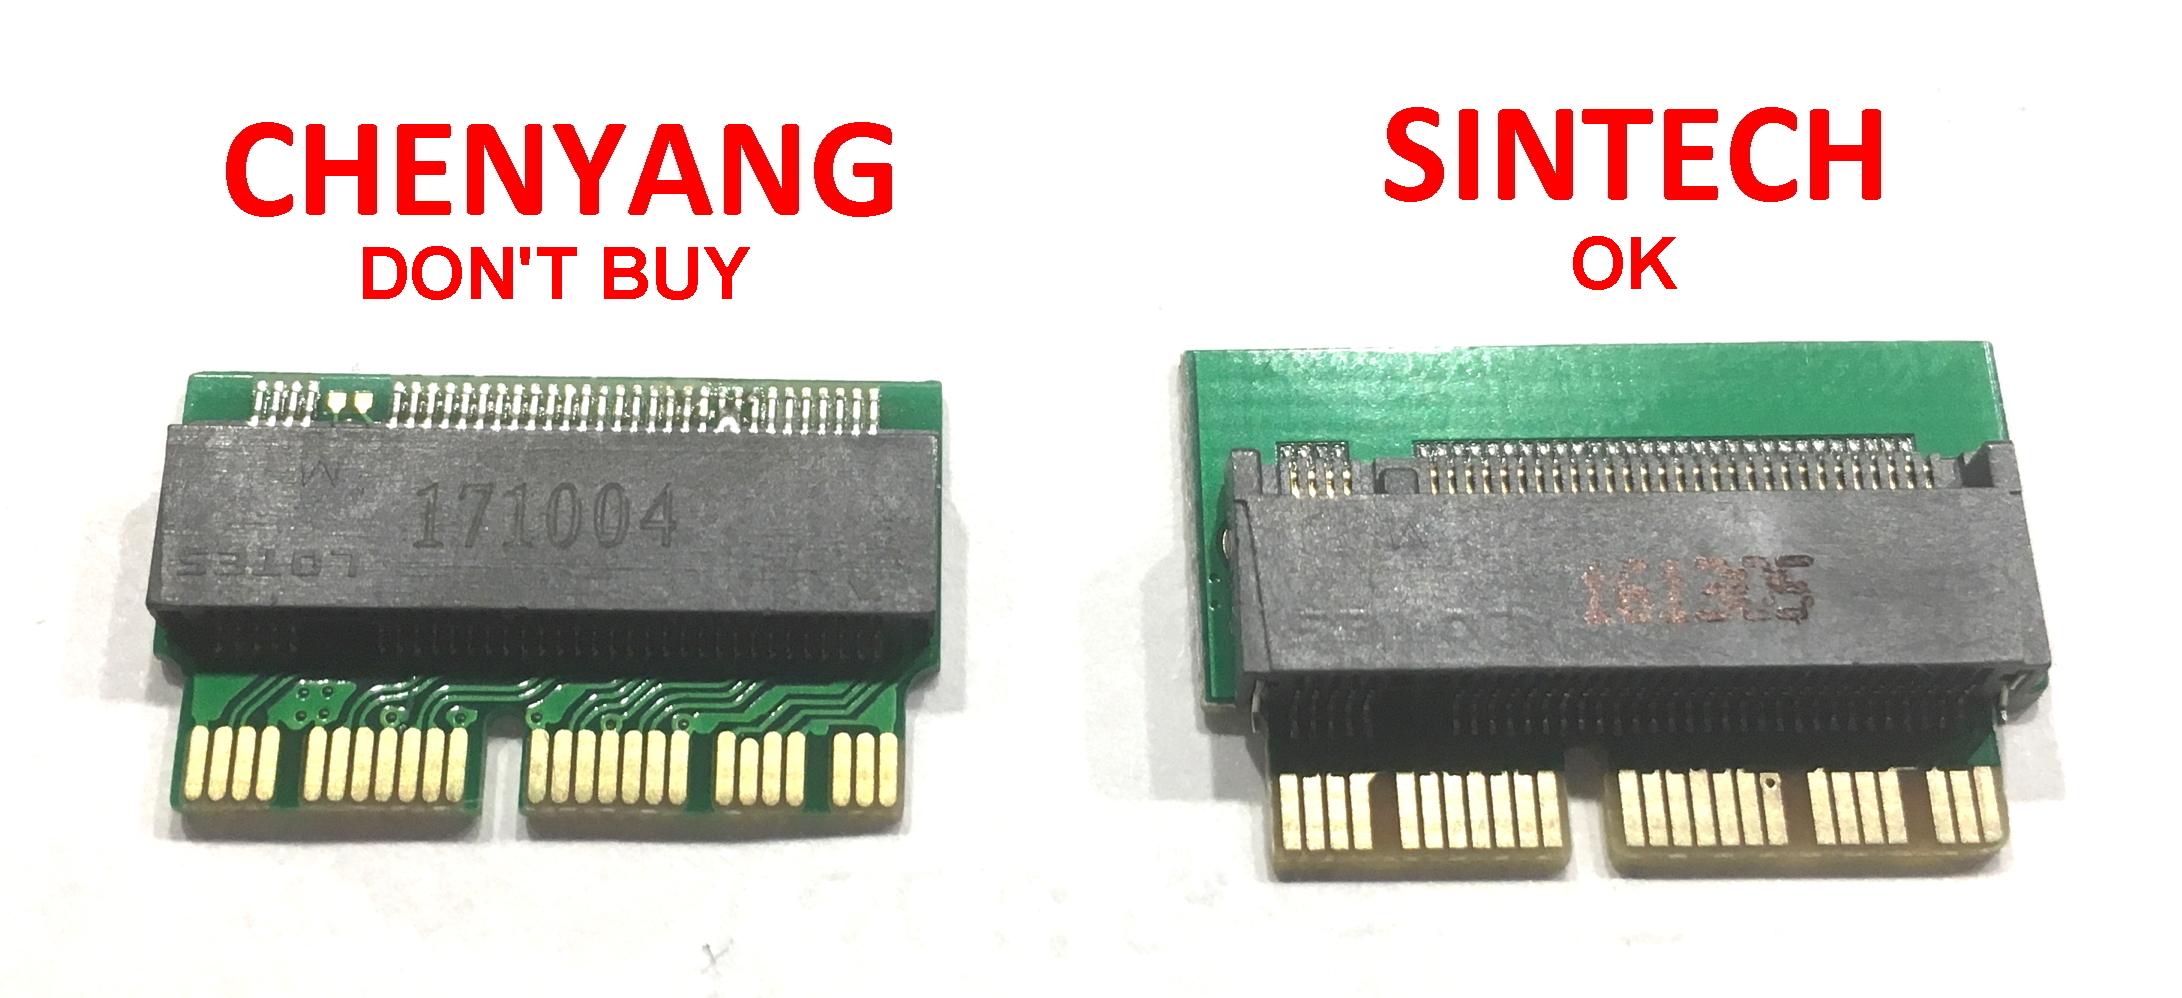 CHENYANG
DON'T BUY
SINTECH
OK
M
171004
LOTES